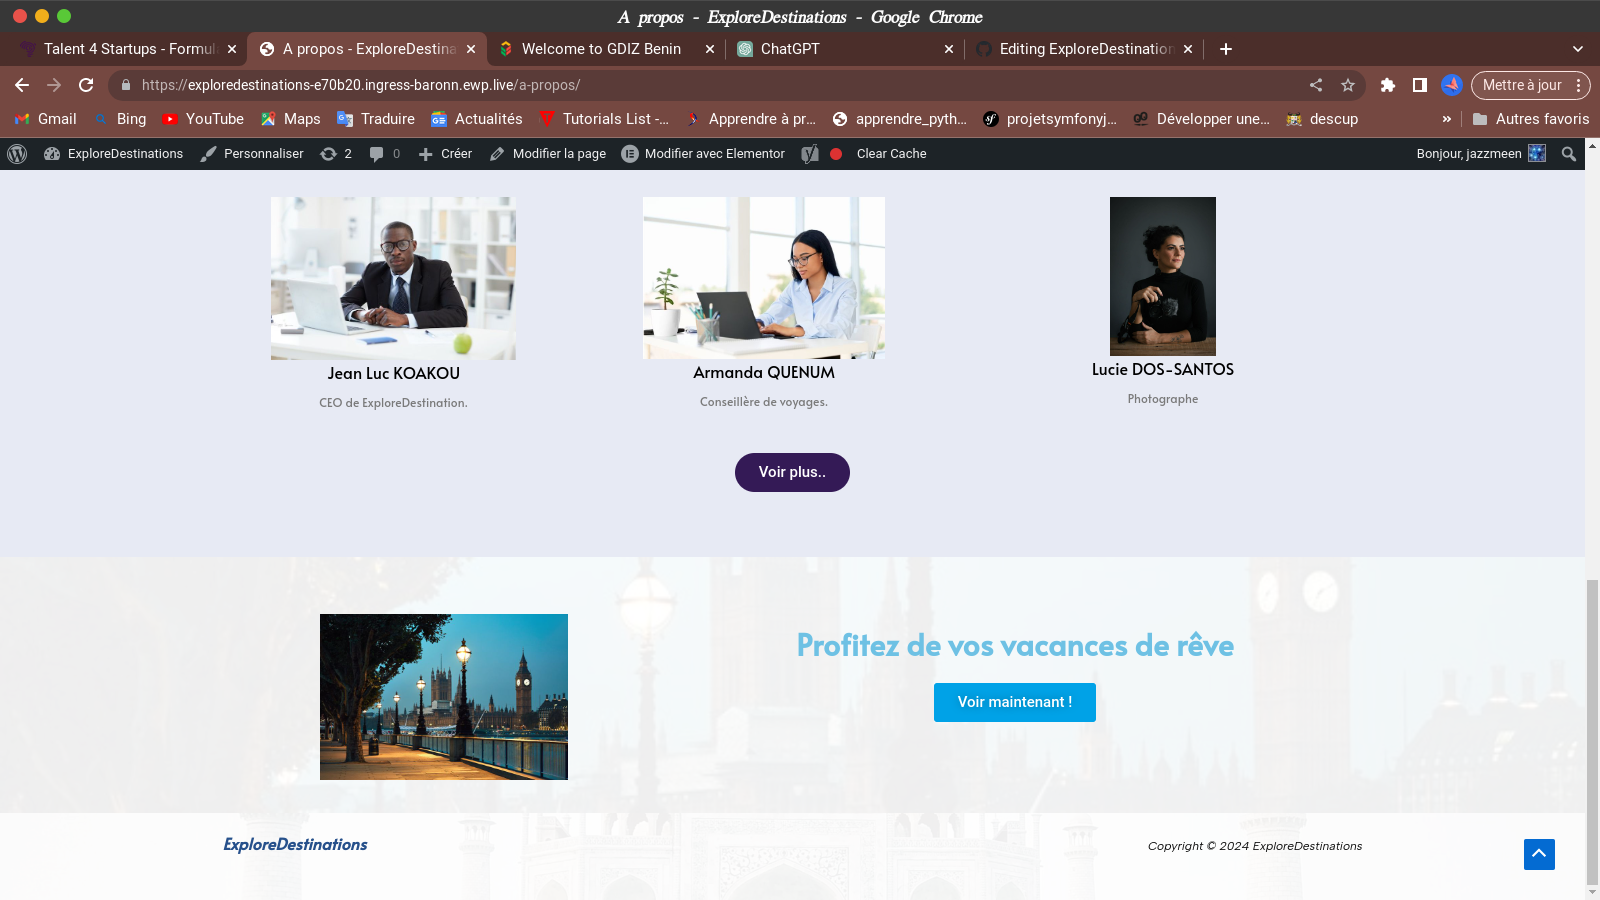 A propos - ExploreDestinations - Google Chrome
Talent 4 Startups - Formul
A propos - ExploreDestina
Welcome to GDIZ Benin
ChatGPT
Editing ExploreDestination
https://exploredestinations-e70b20.ingress-baronn.ewp.live/a-propos/
Mettre à jour
Gmail
Bing
YouTube
Maps
Traduire
Actualités
Tutorials List -...
Apprendre à pr...
apprendre_pyth...
projetsymfonyj...
Développer une...
descup
»
Autres favoris
ExploreDestinations
Personnaliser
2
0
Créer
Modifier la page
Modifier avec Elementor
Clear Cache
Bonjour, jazzmeen
Jean Luc KOAKOU
CEO de ExploreDestination.
Armanda QUENUM
Conseillère de voyages.
Lucie DOS-SANTOS
Photographe
Voir plus..
Profitez de vos vacances de rêve
Voir maintenant !
ExploreDestinations
Copyright © 2024 ExploreDestinations